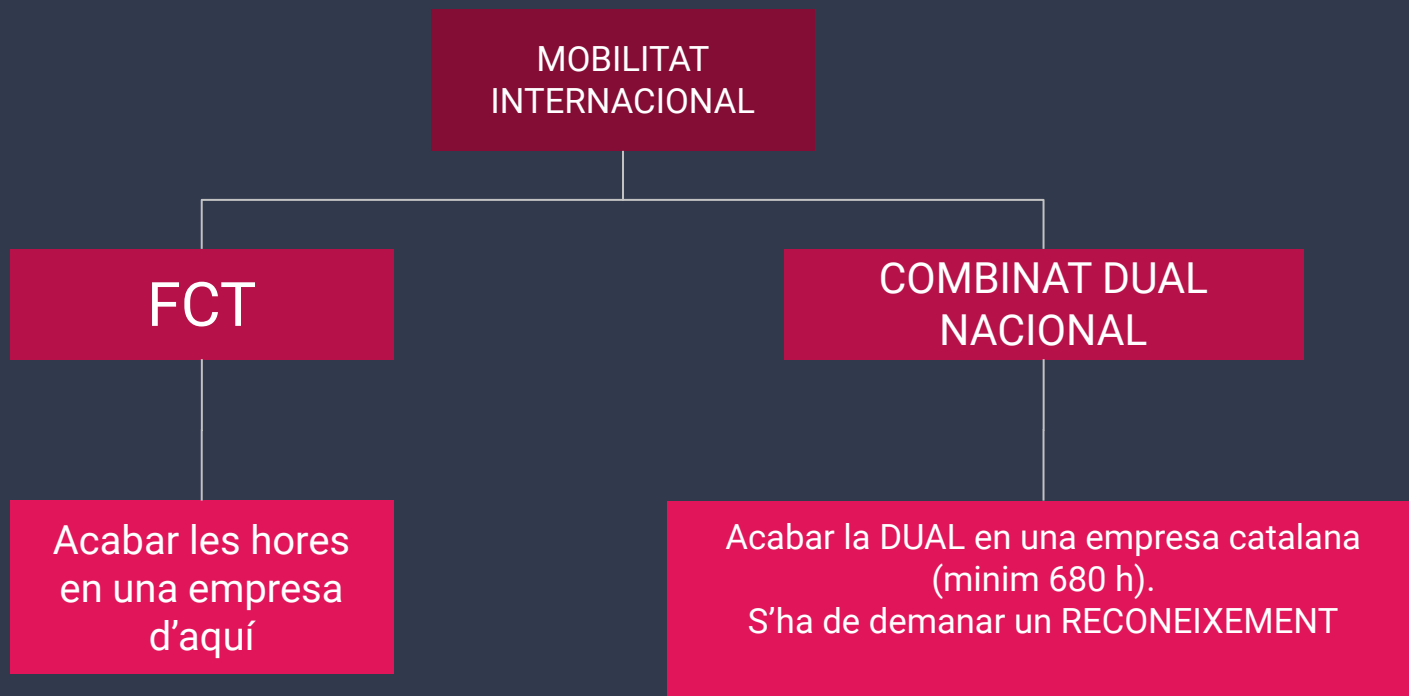 MOBILITAT
INTERNACIONAL
FCT
COMBINAT DUAL
NACIONAL
Acabar les hores
en una empresa
d'aquí
Acabar la DUAL en una empresa catalana
(minim 680 h).
S'ha de demanar un RECONEIXEMENT